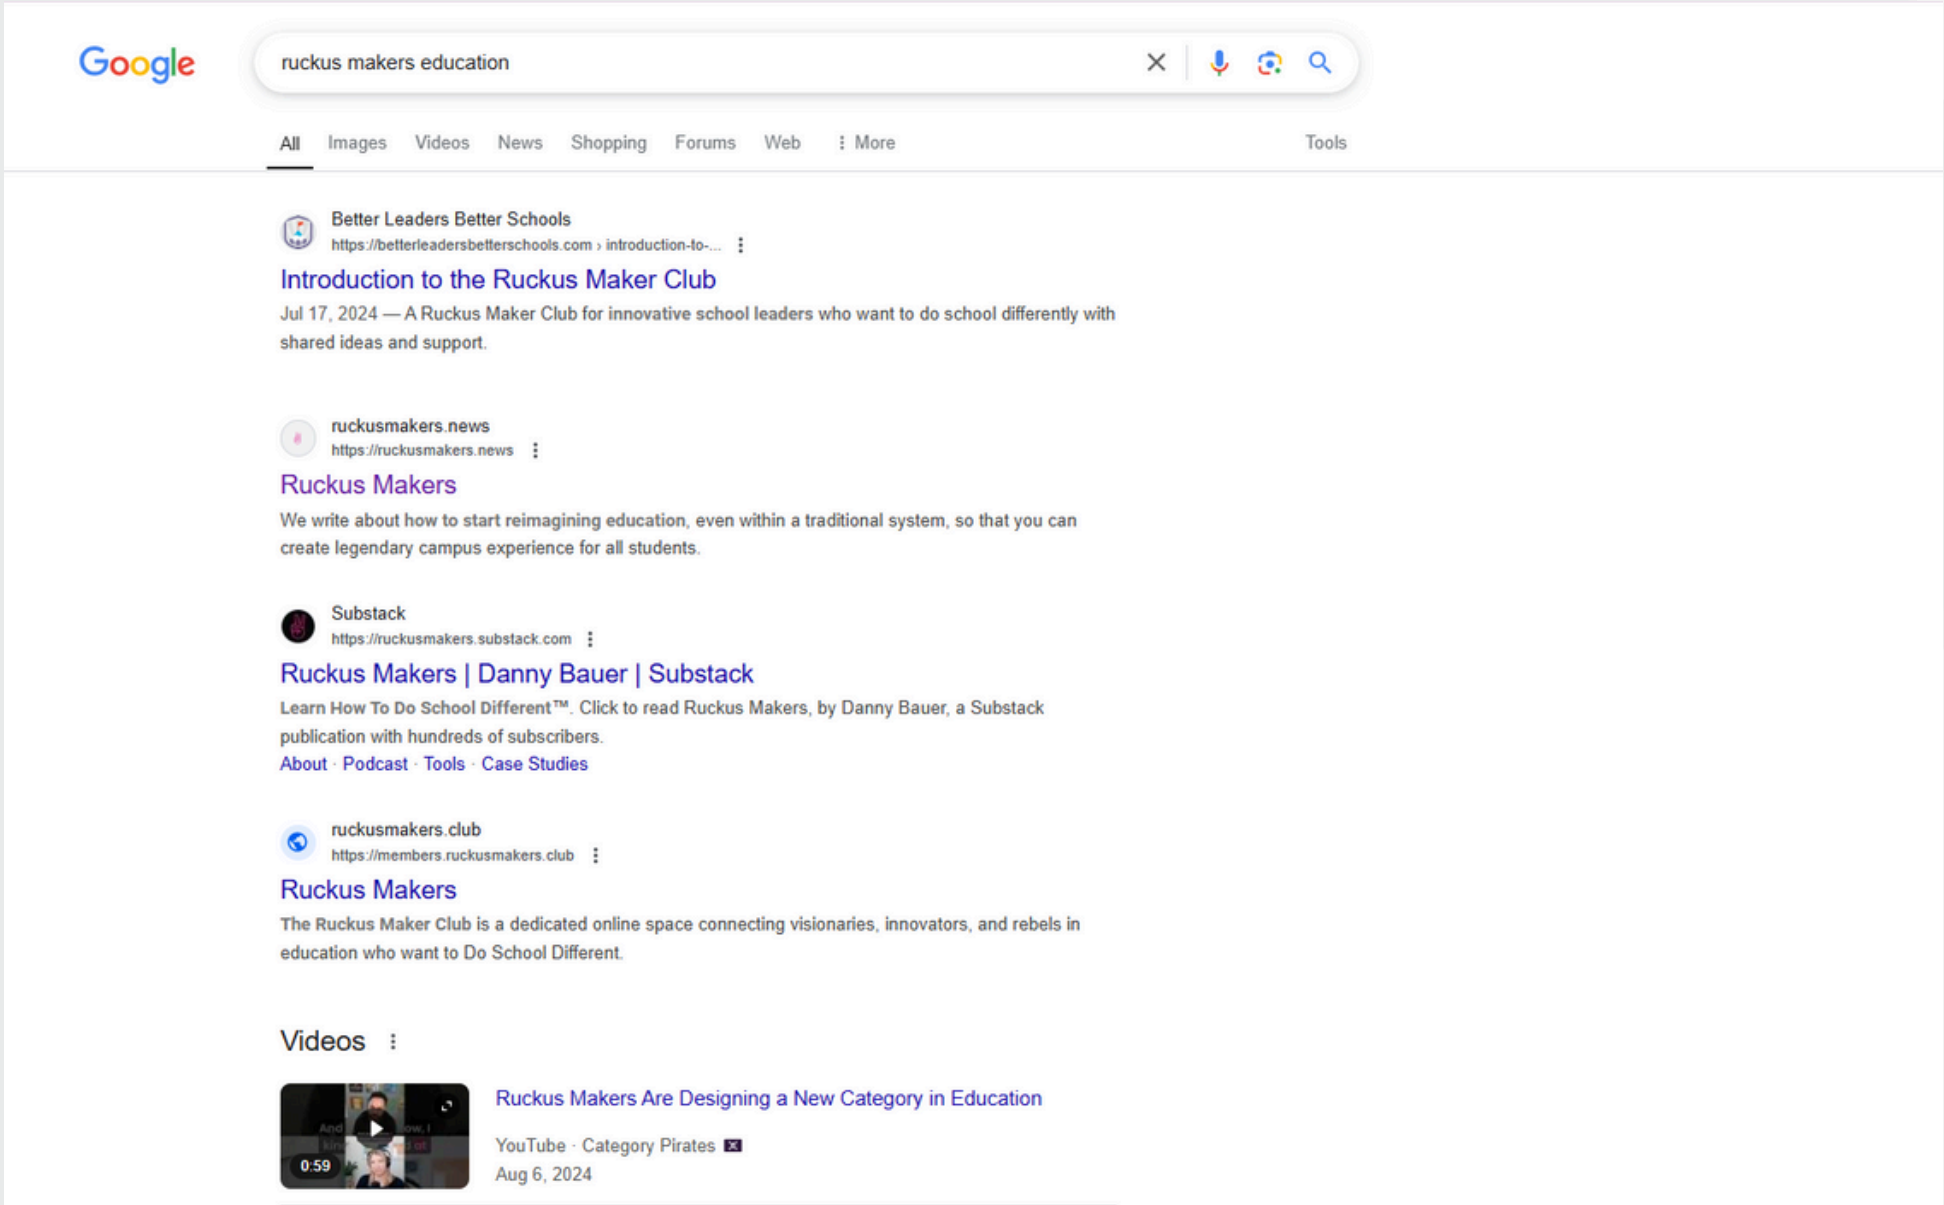 Google
ruckus makers education
All Images Videos News Shopping Forums Web More Tools
Better Leaders Better Schools
https://betterleadersbetterschools.com › introduction-to-...
Introduction to the Ruckus Maker Club
Jul 17, 2024 — A Ruckus Maker Club for innovative school leaders who want to do school differently with
shared ideas and support.
ruckusmakers.news
https://ruckusmakers.news
Ruckus Makers
We write about how to start reimagining education, even within a traditional system, so that you can
create legendary campus experience for all students.
Substack
https://ruckusmakers.substack.com
Ruckus Makers | Danny Bauer | Substack
Learn How To Do School Different™. Click to read Ruckus Makers, by Danny Bauer, a Substack
publication with hundreds of subscribers.
About · Podcast · Tools · Case Studies
ruckusmakers.club
https://members.ruckusmakers.club
Ruckus Makers
The Ruckus Maker Club is a dedicated online space connecting visionaries, innovators, and rebels in
education who want to Do School Different.
Videos
Ruckus Makers Are Designing a New Category in Education
And ow, I
kin at
0:59
YouTube · Category Pirates
Aug 6, 2024